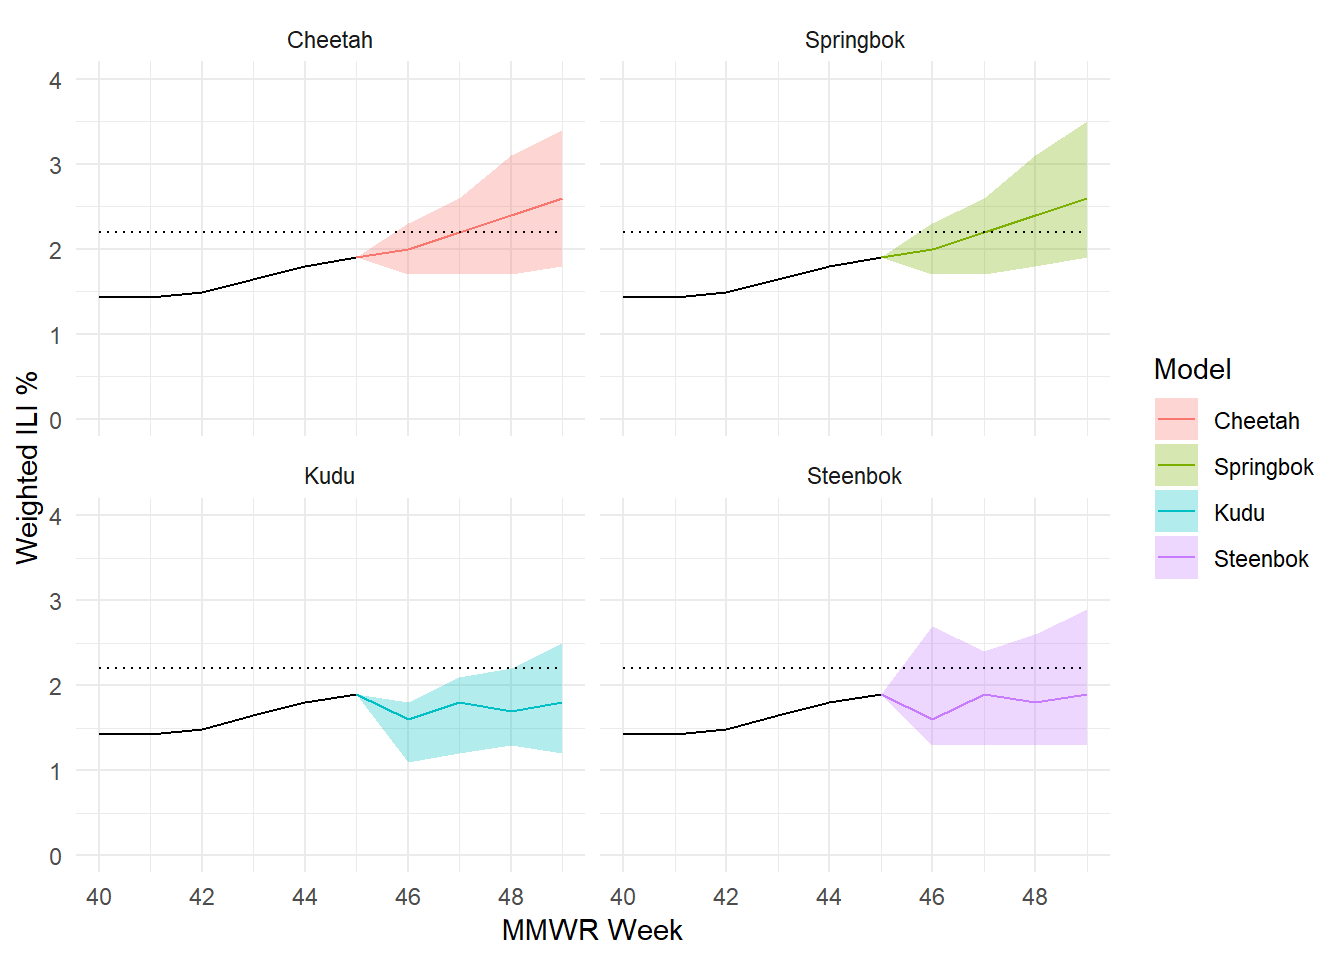 Cheetah
Springbok
4
3
2
1
0
Kudu
Steenbok
4
3
2
1
0
40 42 44 46 48
40 42 44 46 48
MMWR Week
Weighted ILI %
Model
Cheetah
Springbok
Kudu
Steenbok